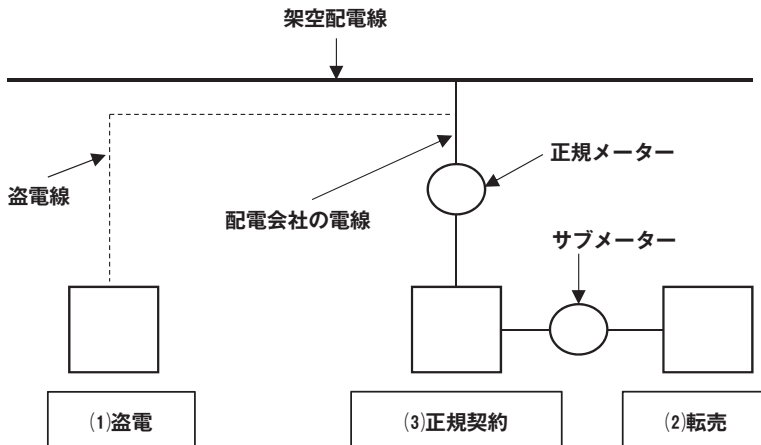 架空配電線
正規メーター
盗電線
配電会社の電線
サブメーター
(1)盗電
(3)正規契約
(2)転売